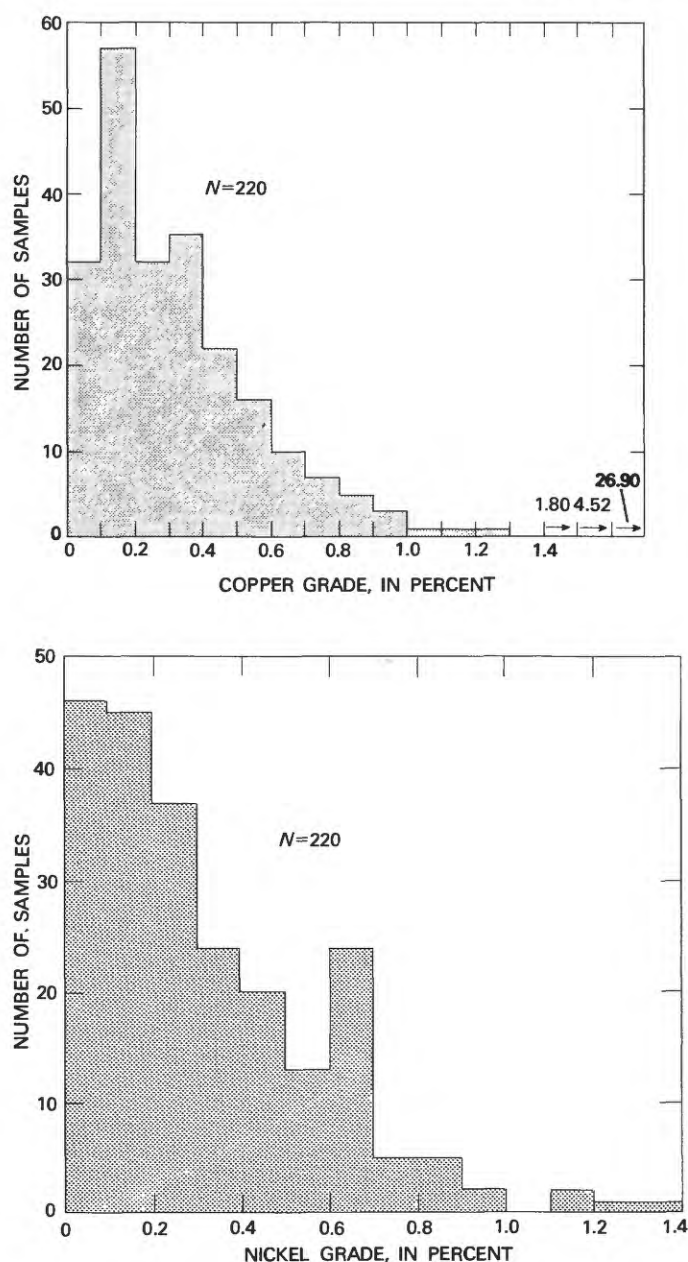 60
50
40
30
20
10
0
NUMBER OF SAMPLES
N=220
26.90
1.80 4.52
0 0.2 0.4 0.6 0.8 1.0 1.2 1.4
COPPER GRADE, IN PERCENT
50
40
30
20
10
0
NUMBER OF. SAMPLES
N=220
0 0.2 0.4 0.6 0.8 1.0 1.2 1.4
NICKEL GRADE, IN PERCENT